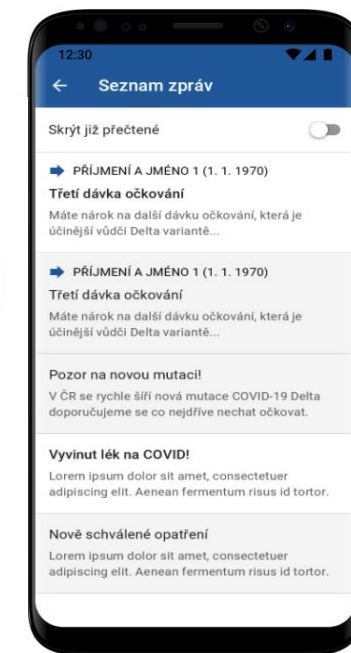 12:30
Seznam zpráv
Skrýt již přečtené
PŘÍJMENÍ A JMÉNO 1 (1. 1. 1970)
Třetí dávka očkování
Máte nárok na další dávku očkování, která je
účinější vůdči Delta variantě...
PŘÍJMENÍ A JMÉNO 1 (1. 1. 1970)
Třetí dávka očkování
Máte nárok na další dávku očkování, která je
účinější vůdči Delta variantě...
Pozor na novou mutaci!
V ČR se rychle šíří nová mutace COVID-19 Delta
doporučujeme se co nejdříve nechat očkovat.
Vyvinut lék na COVID!
Lorem ipsum dolor sit amet, consectetuer
adipiscing elit. Aenean fermentum risus id tortor.
Nově schválené opatření
Lorem ipsum dolor sit amet, consectetuer
adipiscing elit. Aenean fermentum risus id tortor.